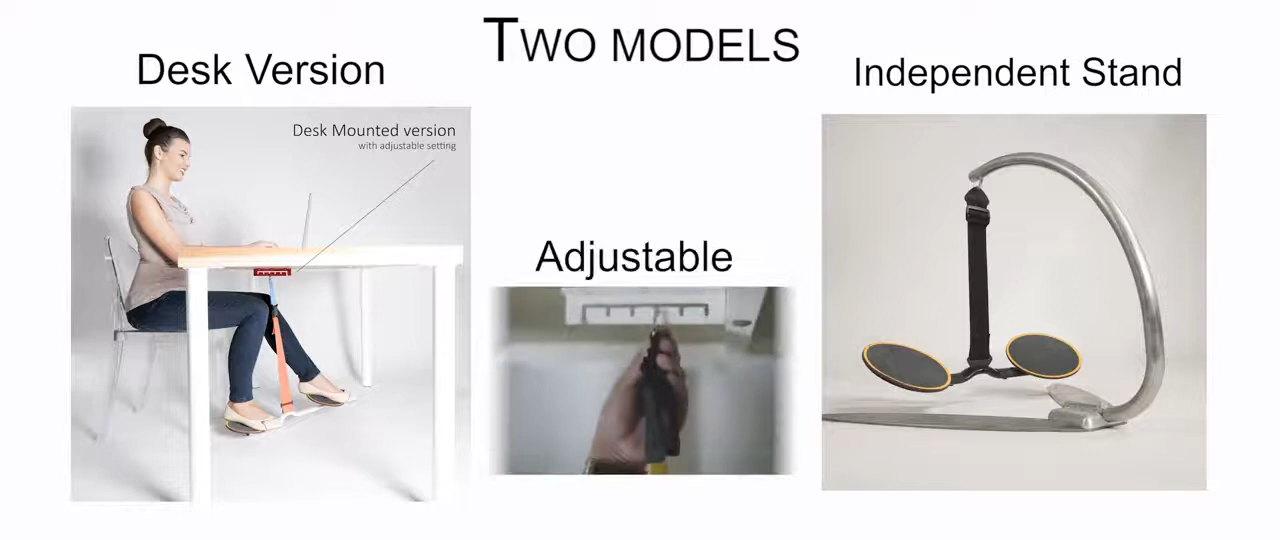 TWO MODELS
Desk Version
Independent Stand
Desk Mounted version
with adjustable setting
Adjustable